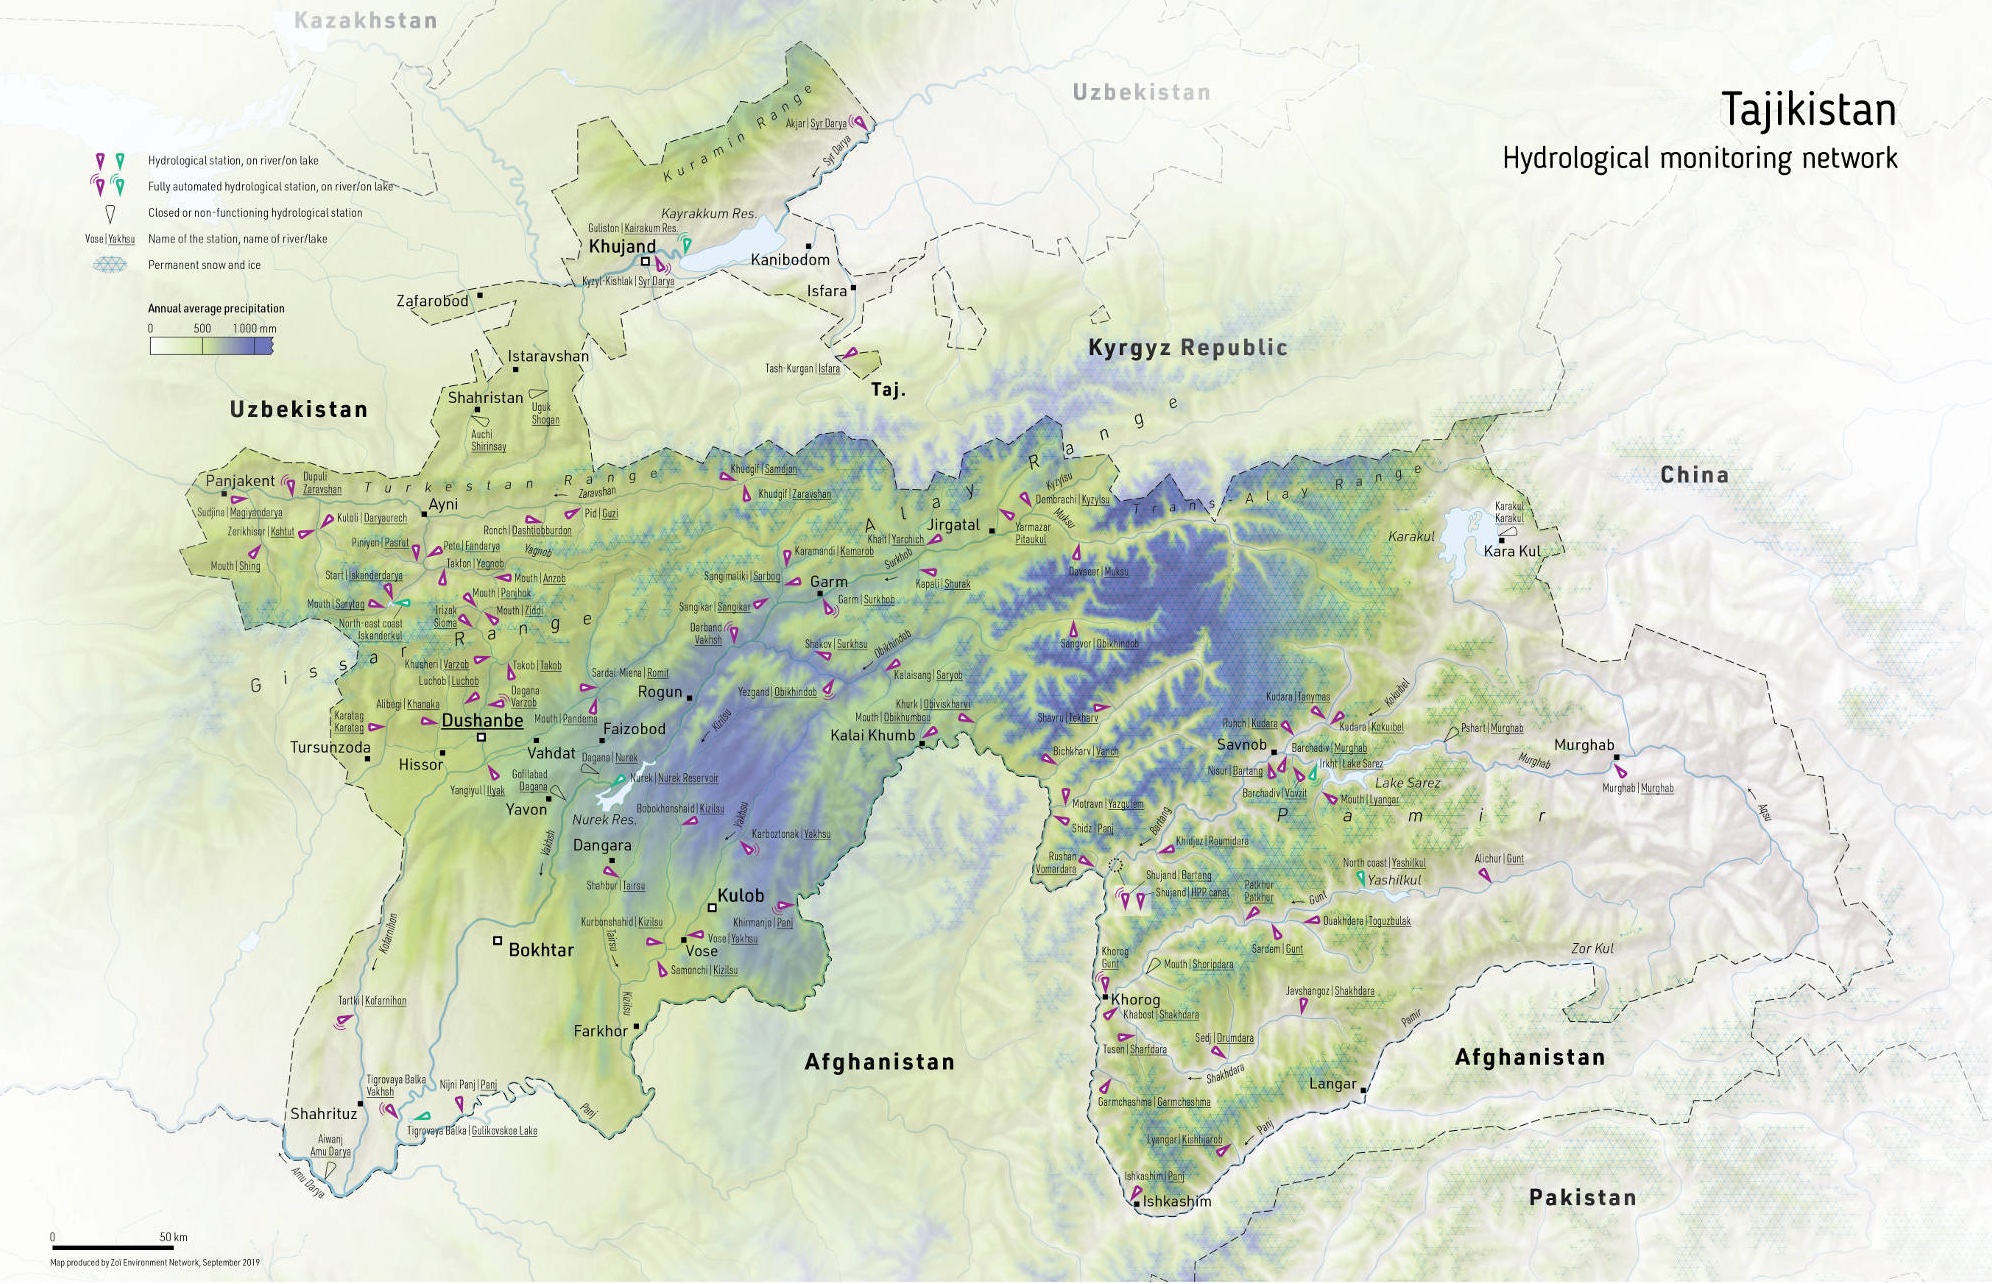 Kazakhstan
Uzbekistan
Tajikistan
Hydrological monitoring network
Hydrological station, on river/on lake
Fully automated hydrological station, on river/on lake
Closed or non-functioning hydrological station
Vose | Yakhsu
Name of the station, name of river/lake
Permanent snow and ice
Annual average precipitation
0 500 1 000 mm
Kuramin Range
Akjar | Syr Darya
Syr Darya
Kayrakkum Res.
Guliston | Kairakum Res.
Khujand
Kyzyl-Kishlak | Syr Darya
Kanibodom
Isfara
Zafarobod
Istaravshan
Shahristan
Uguk
Shogan
Auchi
Shirinsay
Tash-Kurgan | Isfara
Taj.
Kyrgyz Republic
Uzbekistan
China
Panjakent
Dupuli
Zaravshan
Turkestan Range
Zaravshan
Khudgif | Samdjon
Khudgif | Zaravshan
Sudjina | Magiyandarya
Ayni
Kuloli | Daryaurech
Zerikhisor | Kshtut
Ronch | Dashtioburdon
Pid | Guzi
Mouth | Shing
Piniyon | Pasrut
Pete | Fandarya
Yagnob
Takfon | Yagnob
Start | Iskanderdarya
Mouth | Anzob
Mouth | Sarytag
Mouth | Panjhok
Irizak
Sioma
Mouth | Ziddi
North-east coast
Iskanderkul
Gissar Range
Alay Range
Trans-Alay Range
Kyzylsu
Dembrachi | Kyzylsu
Muksu
Jirgatal
Yarmazar
Pitaukul
Khait | Yarchich
Surkhob
Karamandi | Kamarob
Sangimaliki | Sarbog
Garm
Kapali | Shurak
Davseer | Muksu
Garm | Surkhob
Sangikar | Sangikar
Darband
Vakhsh
Shakov | Surkhsu
Obikhindob
Sangvor | Obikhindob
Kalaisang | Saryob
Yezgand | Obikhindob
Karakul
Karakul
Karakul
Kara Kul
Khusheri | Varzob
Takob | Takob
Luchob | Luchob
Sardai-Miena | Romit
Rogun
Alibegi | Khanaka
Dagana
Varzob
Karatag
Karatag
Dushanbe
Mouth | Pandema
Faizobod
Kizilsu
Tursunzoda
Hissor
Vahdat
Dagana | Nurek
Nurek | Nurek Reservoir
Yangiyul | Ilyak
Gofilabad
Dagana
Yavon
Nurek Res.
Bobokhonshaid | Kizilsu
Yakhsu
Karboztonak | Yakhsu
Vakhsh
Dangara
Shahbur | Tairsu
Kulob
Khirmanjo | Panj
Kurbonshahid | Kizilsu
Tairsu
Vose | Yakhsu
Vose
Samonchi | Kizilsu
Kizilsu
Bokhtar
Kofarnihon
Farkhor
Tartki | Kofarnihon
Tigrovaya Balka
Vakhsh
Nijni Panj | Panj
Shahrituz
Tigrovaya Balka | Gulikovskoe Lake
Panj
Aiwanj
Amu Darya
Amu Darya
Khurk | Obiviskharvi
Mouth | Obikhumbou
Kalai Khumb
Shavru | Tekharv
Bichkharv | Vanch
Motravn | Yazgulem
Shidz | Panj
Rushan
Vomardara
Bartang
Khidjez | Raumidara
Shujand | Bartang
Shujand | HPP canal
Kudara | Tanymas
Kokuibel
Ruhch | Kudara
Kudara | Kokuibel
Savnob
Barchadiv | Murghab
Irkht | Lake Sarez
Nisur | Bartang
Barchadiv | Vovzit
Mouth | Lyangar
Lake Sarez
Pshart | Murghab
Murghab
Murghab
Murghab | Murghab
Aqsu
Pamir
North coast | Yashilkul
Yashilkul
Alichur | Gunt
Patkhur
Patkhur
Gunt
Duakhdara | Toguzbulak
Sardem | Gunt
Zor Kul
Khorog
Gunt
Mouth | Shoripdara
Khorog
Khabost | Shakhdara
Javshangoz | Shakhdara
Tusen | Sharfdara
Sedj | Drumdara
Shakhdara
Pamir
Garmchashma | Garmchashma
Langar
Lyangar | Kishtijarob
Panj
Ishkashim | Panj
Ishkashim
Afghanistan
Afghanistan
Pakistan
0 50 km
Map produced by Zoï Environment Network, September 2019